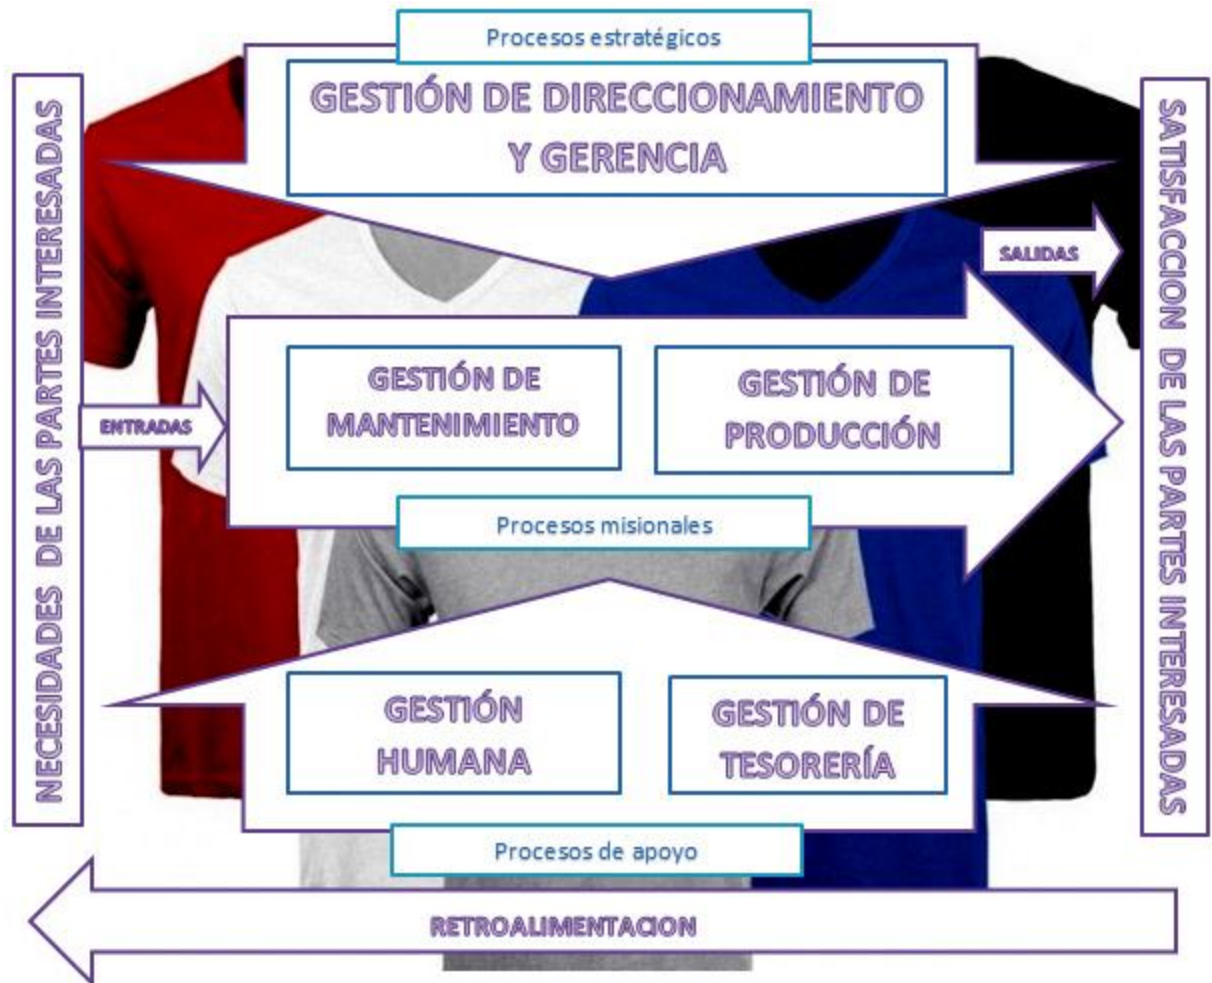 Procesos estratégicos
GESTIÓN DE DIRECCIONAMIENTO
Y GERENCIA
NECESIDADES DE LAS PARTES INTERESADAS
SATISFACCION DE LAS PARTES INTERESADAS
SALIDAS
ENTRADAS
GESTIÓN DE
MANTENIMIENTO
GESTIÓN DE
PRODUCCIÓN
Procesos misionales
GESTIÓN
HUMANA
GESTIÓN DE
TESORERÍA
Procesos de apoyo
RETROALIMENTACION